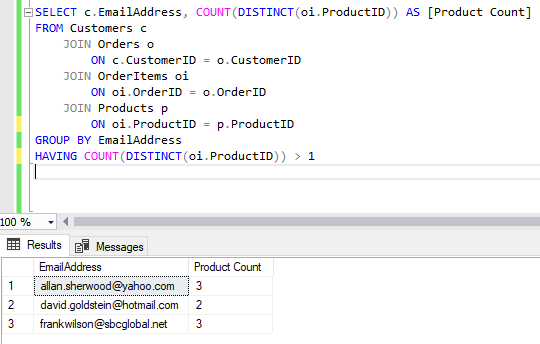 SELECT c.EmailAddress, COUNT(DISTINCT(oi.ProductID)) AS [Product Count]
FROM Customers c
JOIN Orders o
ON c.CustomerID = o.CustomerID
JOIN OrderItems oi
ON oi.OrderID = o.OrderID
JOIN Products p
ON oi.ProductID = p.ProductID
GROUP BY EmailAddress
HAVING COUNT(DISTINCT(oi.ProductID)) > 1
100 %
Results Messages
EmailAddress Product Count
1 allan.sherwood@yahoo.com 3
2 david.goldstein@hotmail.com 2
3 frankwilson@sbcglobal.net 3